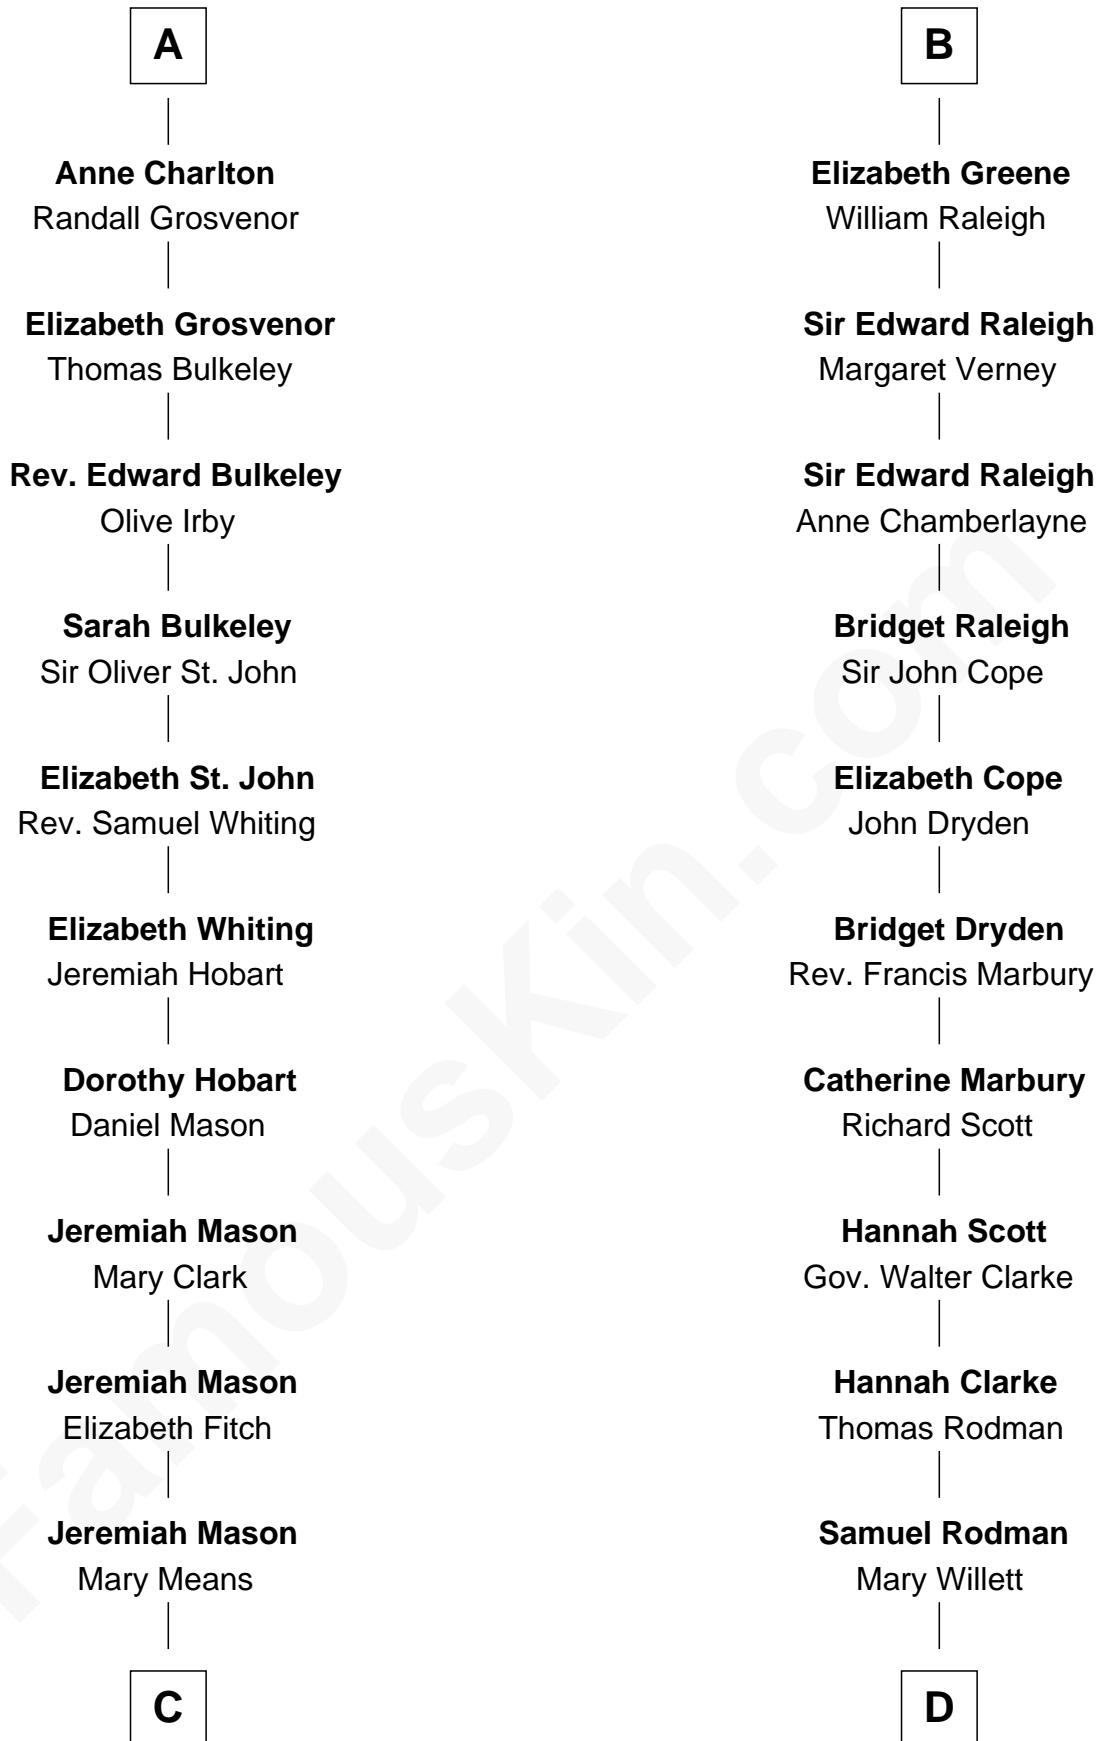 A
Anne Charlton
Randall Grosvenor
Elizabeth Grosvenor
Thomas Bulkeley
Rev. Edward Bulkeley
Olive Irby
Sarah Bulkeley
Sir Oliver St. John
Elizabeth St. John
Rev. Samuel Whiting
Elizabeth Whiting
Jeremiah Hobart
Dorothy Hobart
Daniel Mason
Jeremiah Mason
Mary Clark
Jeremiah Mason
Elizabeth Fitch
Jeremiah Mason
Mary Means
C
B
Elizabeth Greene
William Raleigh
Sir Edward Raleigh
Margaret Verney
Sir Edward Raleigh
Anne Chamberlayne
Bridget Raleigh
Sir John Cope
Elizabeth Cope
John Dryden
Bridget Dryden
Rev. Francis Marbury
Catherine Marbury
Richard Scott
Hannah Scott
Gov. Walter Clarke
Hannah Clarke
Thomas Rodman
Samuel Rodman
Mary Willett
D
FamousKin.com